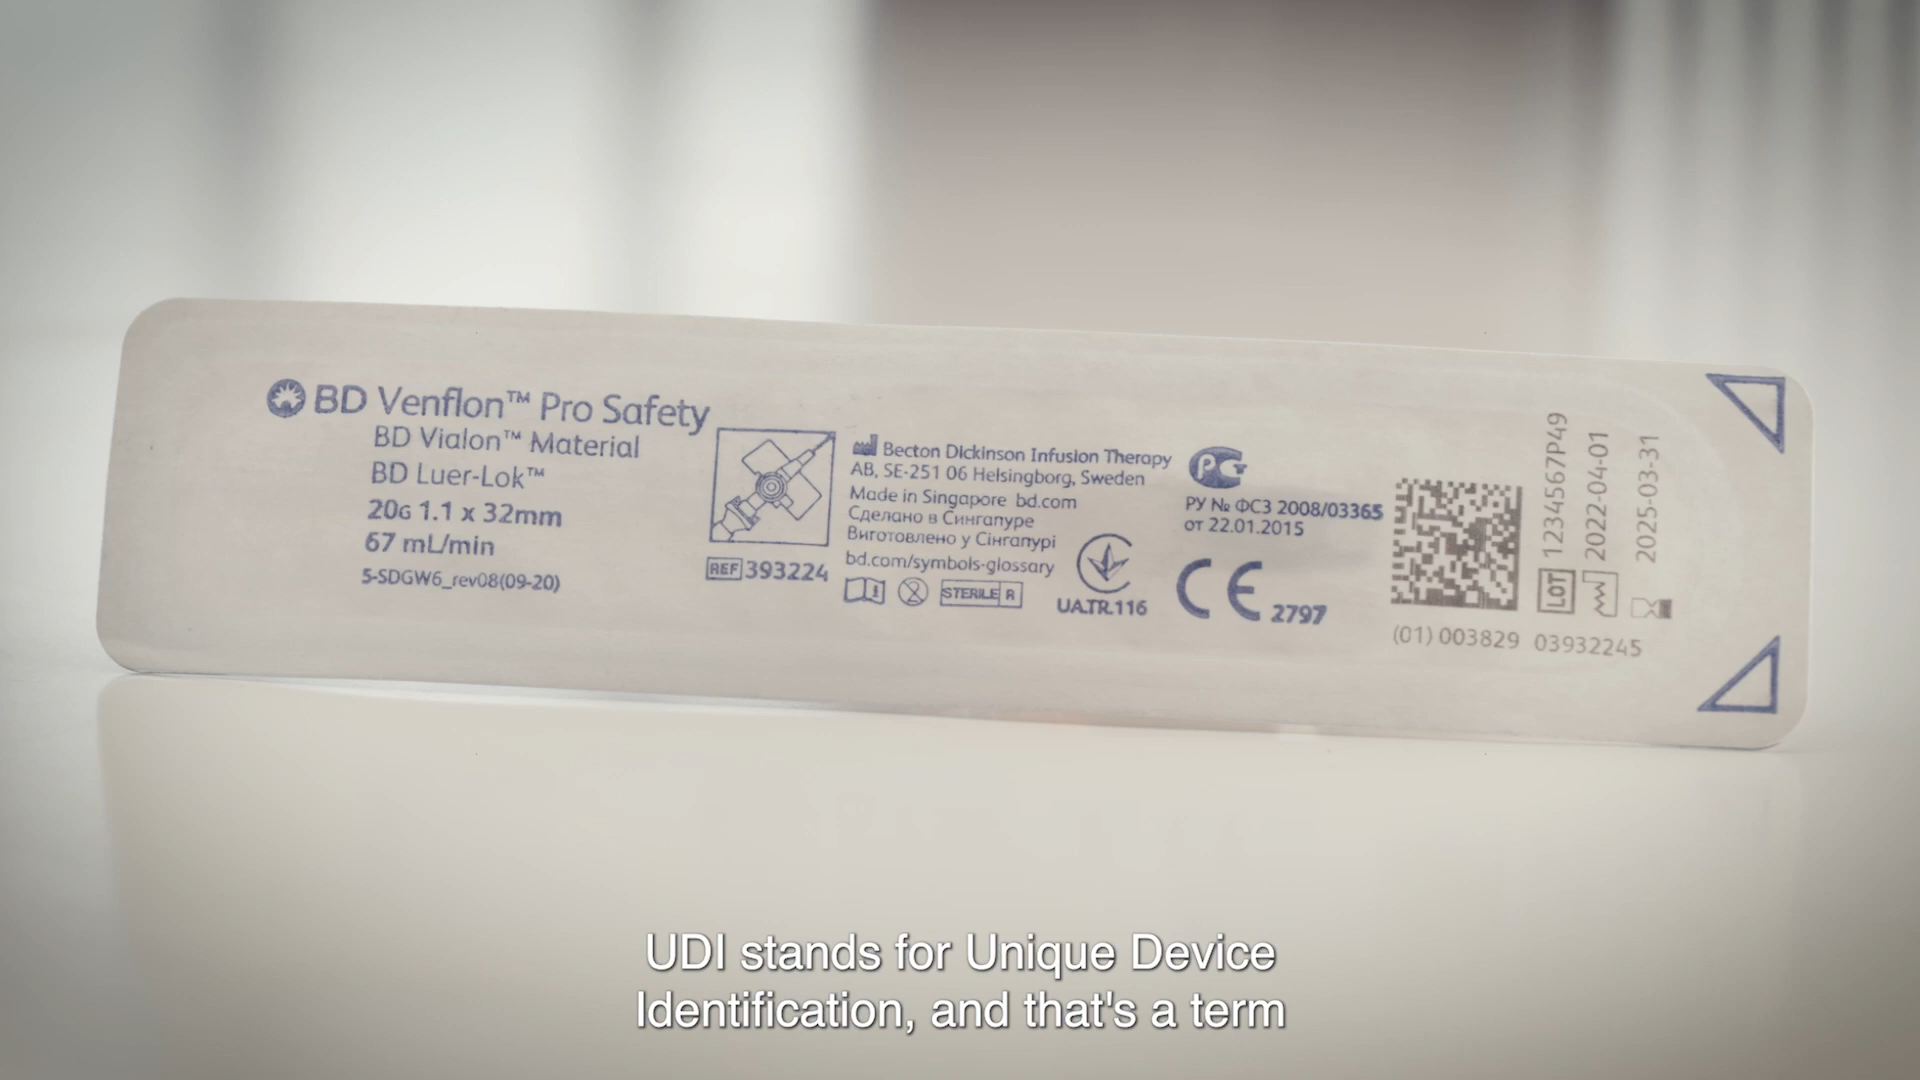 BD Venflon™ Pro Safety
BD Vialon™ Material
BD Luer-Lok™
20G 1.1 x 32mm
67 mL/min
5-SDGW6_rev08(09-20)
REF 393224
Becton Dickinson Infusion Therapy
AB, SE-251 06 Helsingborg, Sweden
Made in Singapore bd.com
Сделано в Сингапуре
Виготовлено у Сінгапурі
bd.com/symbols-glossary
STERILE R
UA.TR.116
РУ № ФСЗ 2008/03365
от 22.01.2015
CE 2797
LOT 1234567P49
2022-04-01
2025-03-31
(01) 003829 03932245
UDI stands for Unique Device
Identification, and that's a term